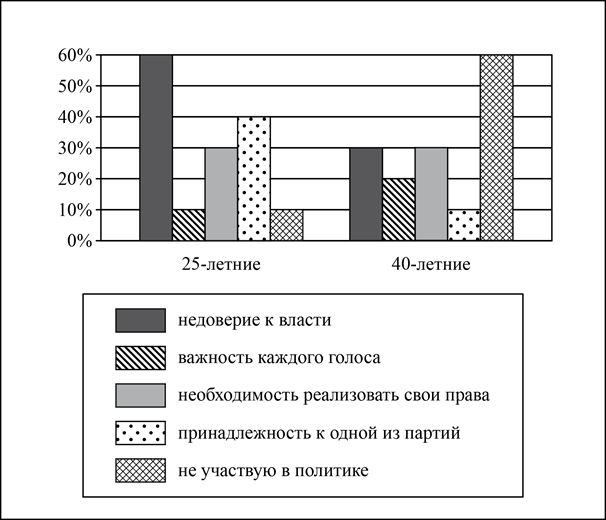 60%
50%
40%
30%
20%
10%
0%
25-летние 40-летние
недоверие к власти
важность каждого голоса
необходимость реализовать свои права
принадлежность к одной из партий
не участвую в политике